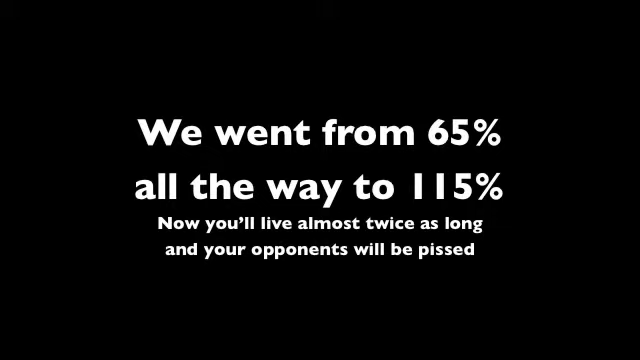 We went from 65%
all the way to 115%
Now you’ll live almost twice as long
and your opponents will be pissed